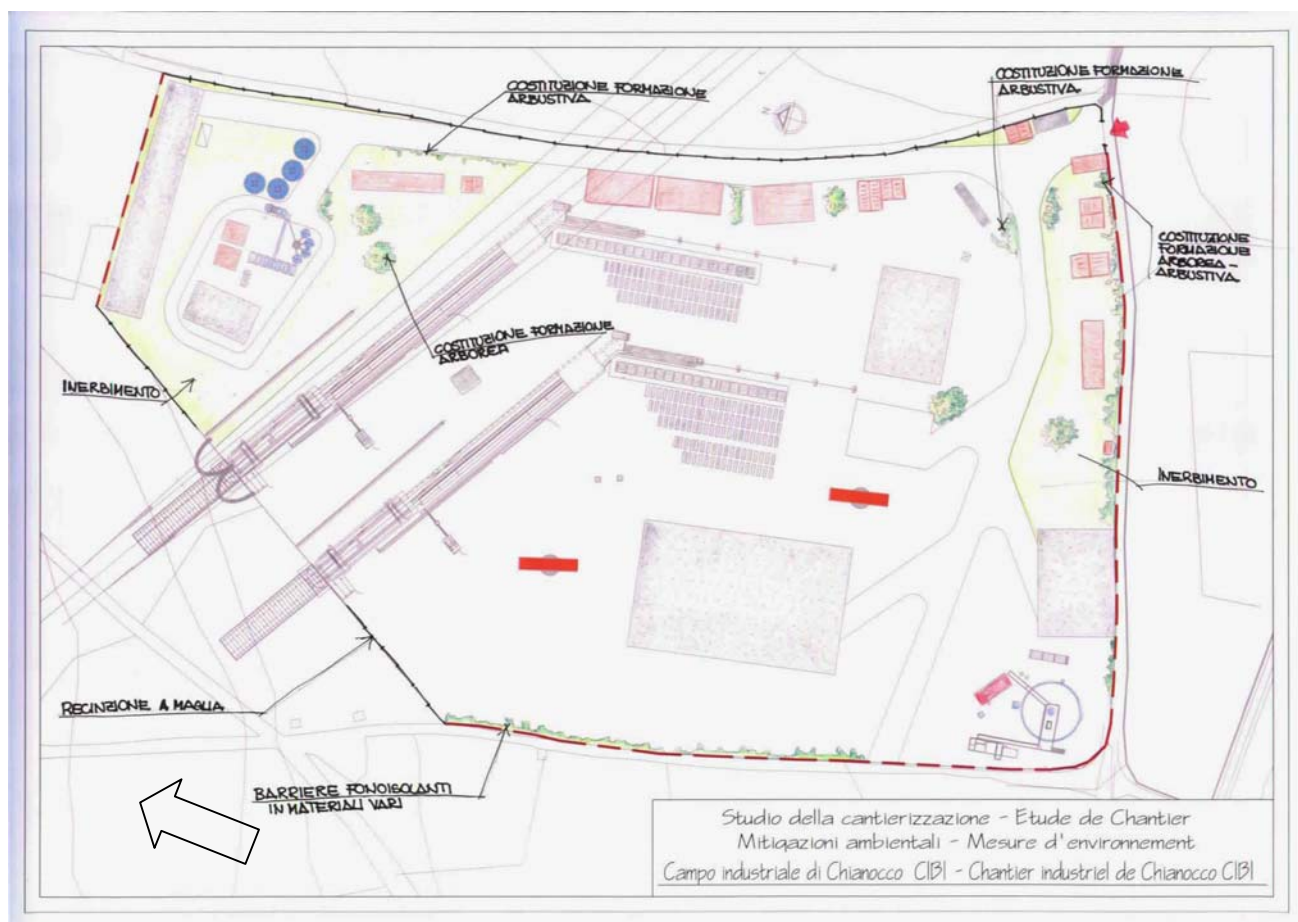 COSTITUZIONE FORMAZIONE
ARBUSTIVA
COSTITUZIONE FORMAZIONE
ARBUSTIVA
N
COSTITUZIONE
FORMAZIONE
ARBOREA -
ARBUSTIVA
COSTITUZIONE FORMAZIONE
ARBOREA
INERBIMENTO
INERBIMENTO
RECINZIONE A MAGLIA
BARRIERE FONOISOLANTI
IN MATERIALI VARI
Studio della cantierizzazione - Etude de Chantier
Mitigazioni ambientali - Mesure d'environnement
Campo industriale di Chianocco CIB1 - Chantier industriel de Chianocco CIB1